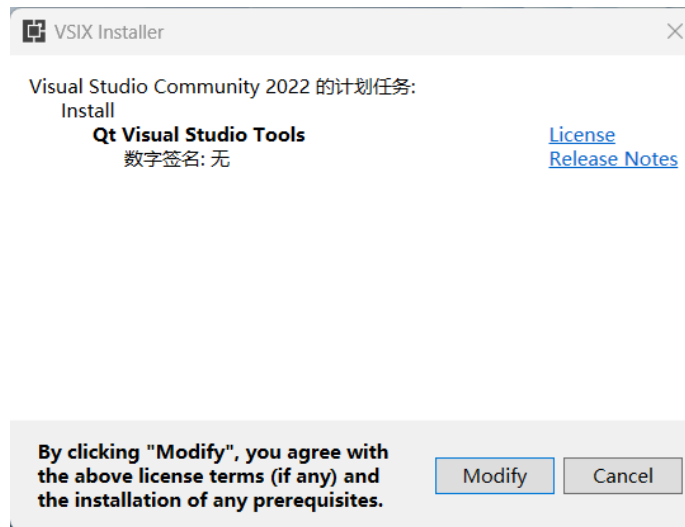 VSIX Installer
Visual Studio Community 2022 的计划任务:
Install
Qt Visual Studio Tools
License
数字签名: 无
Release Notes
By clicking "Modify", you agree with
the above license terms (if any) and
the installation of any prerequisites.
Modify
Cancel